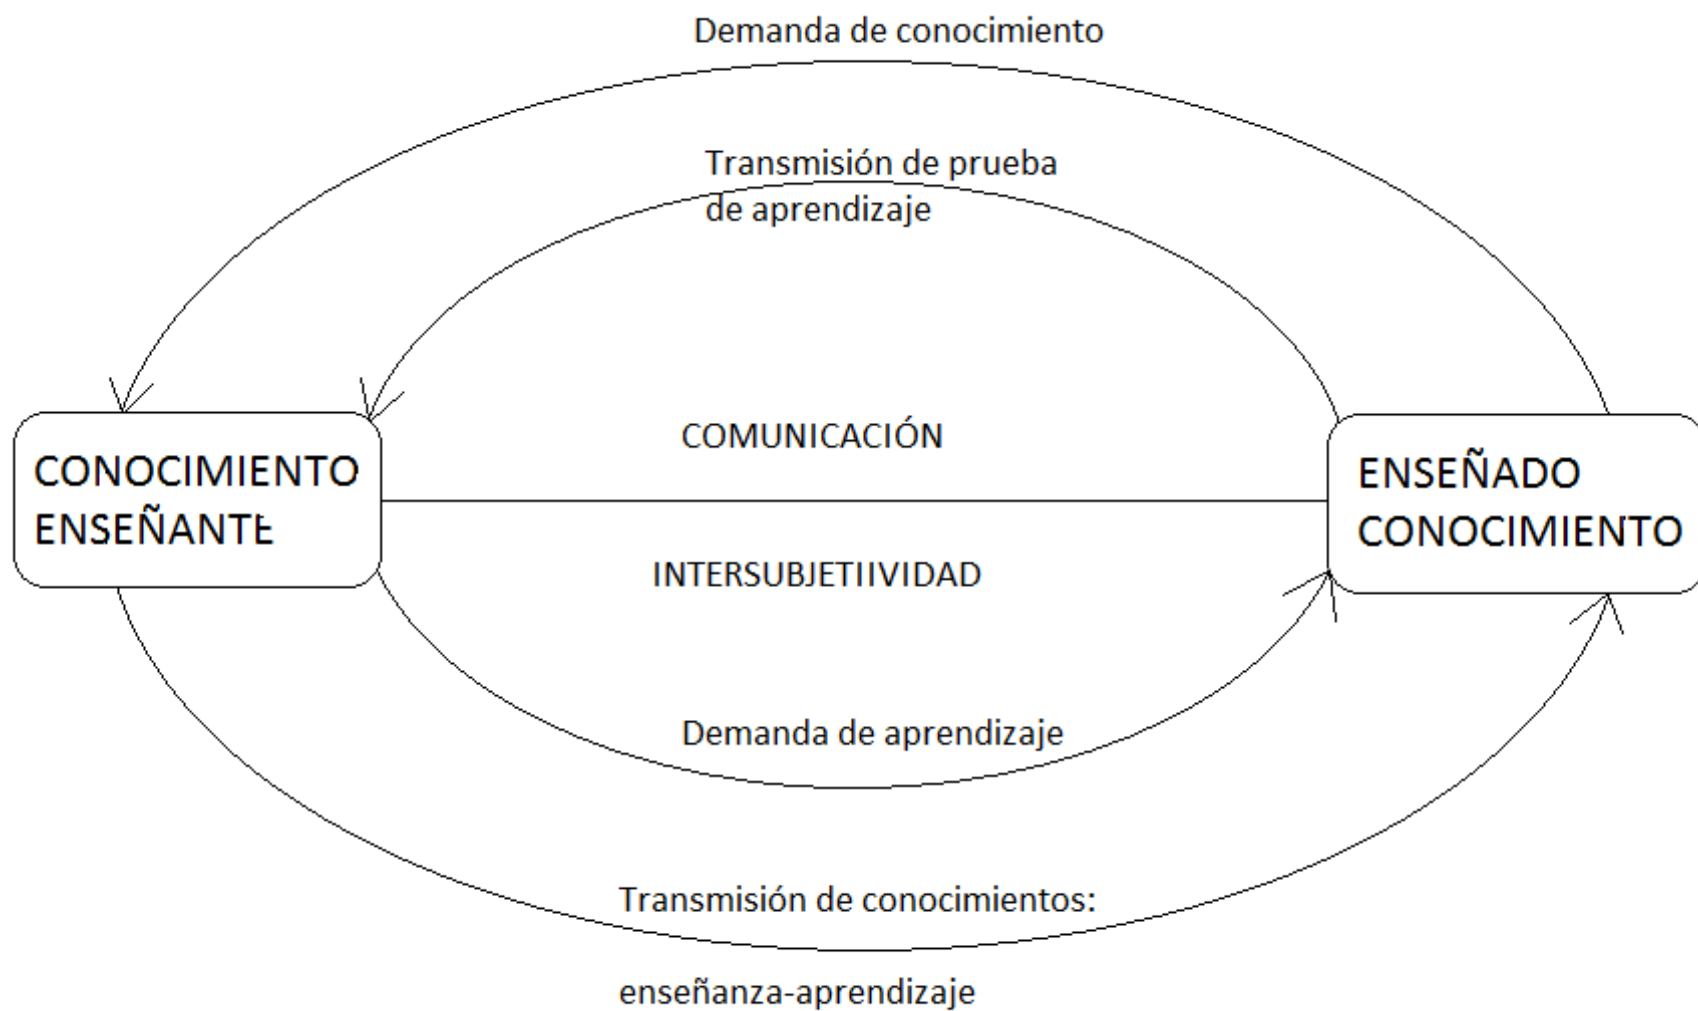 Demanda de conocimiento
Transmisión de prueba
de aprendizaje
COMUNICACIÓN
CONOCIMIENTO
ENSEÑANTE
ENSEÑADO
CONOCIMIENTO
INTERSUBJETIIVIDAD
Demanda de aprendizaje
Transmisión de conocimientos:
enseñanza-aprendizaje